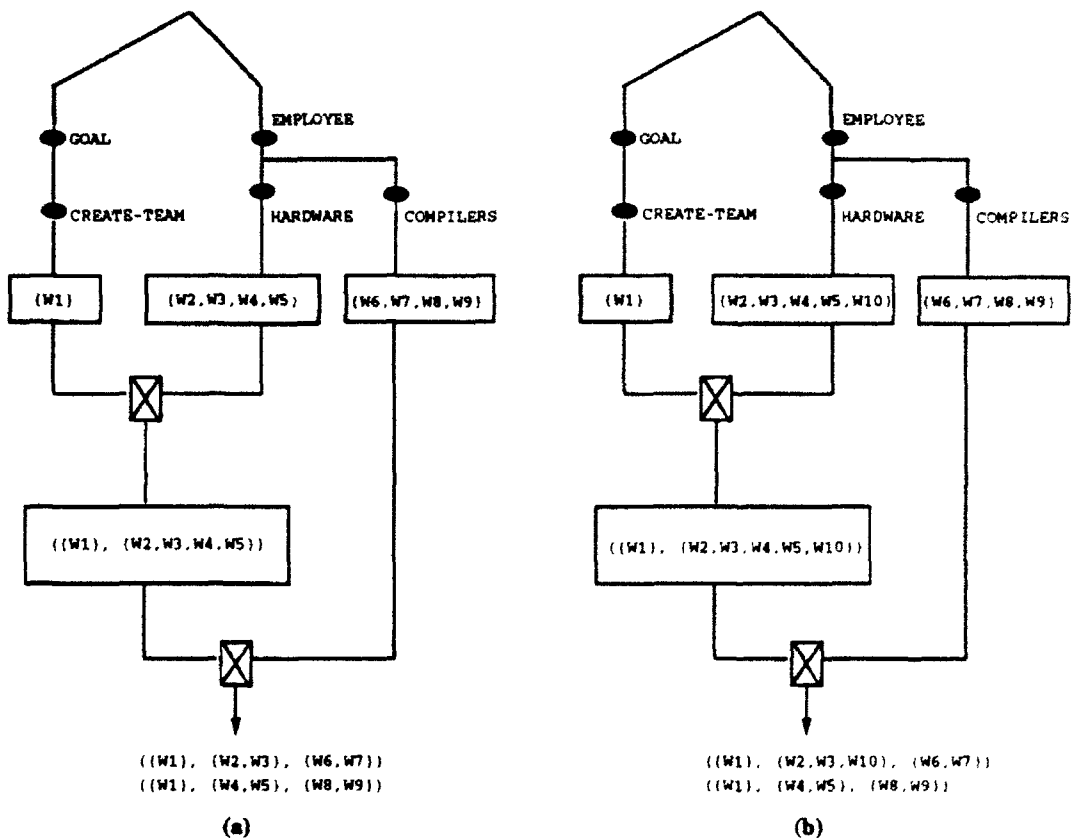 EMPLOYEE
GOAL
CREATE-TEAM
HARDWARE
COMPILERS
(W1)
(W2,W3,W4,W5)
(W6,W7,W8,W9)
((W1), (W2,W3,W4,W5))
((W1), (W2,W3), (W6,W7))
((W1), (W4,W5), (W8,W9))
(a)
EMPLOYEE
GOAL
CREATE-TEAM
HARDWARE
COMPILERS
(W1)
(W2,W3,W4,W5,W10)
(W6,W7,W8,W9)
((W1), (W2,W3,W4,W5,W10))
((W1), (W2,W3,W10), (W6,W7))
((W1), (W4,W5), (W8,W9))
(b)